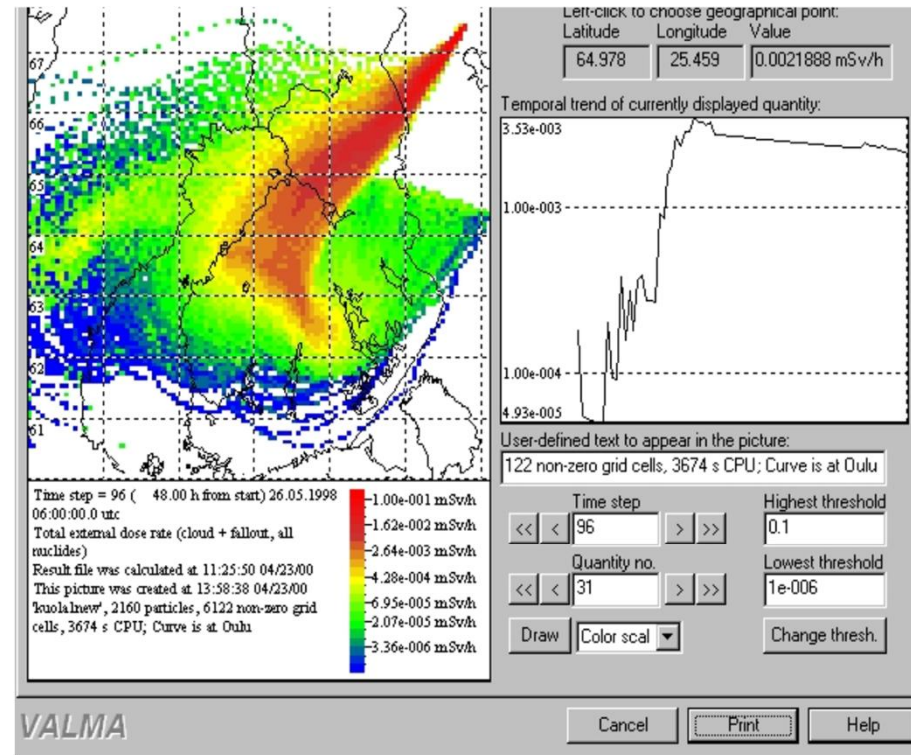 67
66
65
64
63
62
61
Time step = 96 ( 48.00 h from start) 26.05.1998
06:00:00.0 utc
Total external dose rate (cloud + fallout, all
nuclides)
Result file was calculated at 11:25:50 04/23/00
This picture was created at 13:58:38 04/23/00
'kuolalnew', 2160 particles, 6122 non-zero grid
cells, 3674 s CPU; Curve is at Oulu
1.00e-001 mSv/h
1.62e-002 mSv/h
2.64e-003 mSv/h
4.28e-004 mSv/h
6.95e-005 mSv/h
2.07e-005 mSv/h
3.36e-006 mSv/h
Left-click to choose geographical point:
Latitude Longitude Value
64.978 25.459 0.0021888 mSv/h
Temporal trend of currently displayed quantity:
3.53e-003
1.00e-003
1.00e-004
4.93e-005
User-defined text to appear in the picture:
122 non-zero grid cells, 3674 s CPU; Curve is at Oulu
Time step Highest threshold
<< < 96 > >> 0.1
Quantity no. Lowest threshold
<< < 31 > >> 1e-006
Draw Color scal Change thresh.
VALMA Cancel Print Help